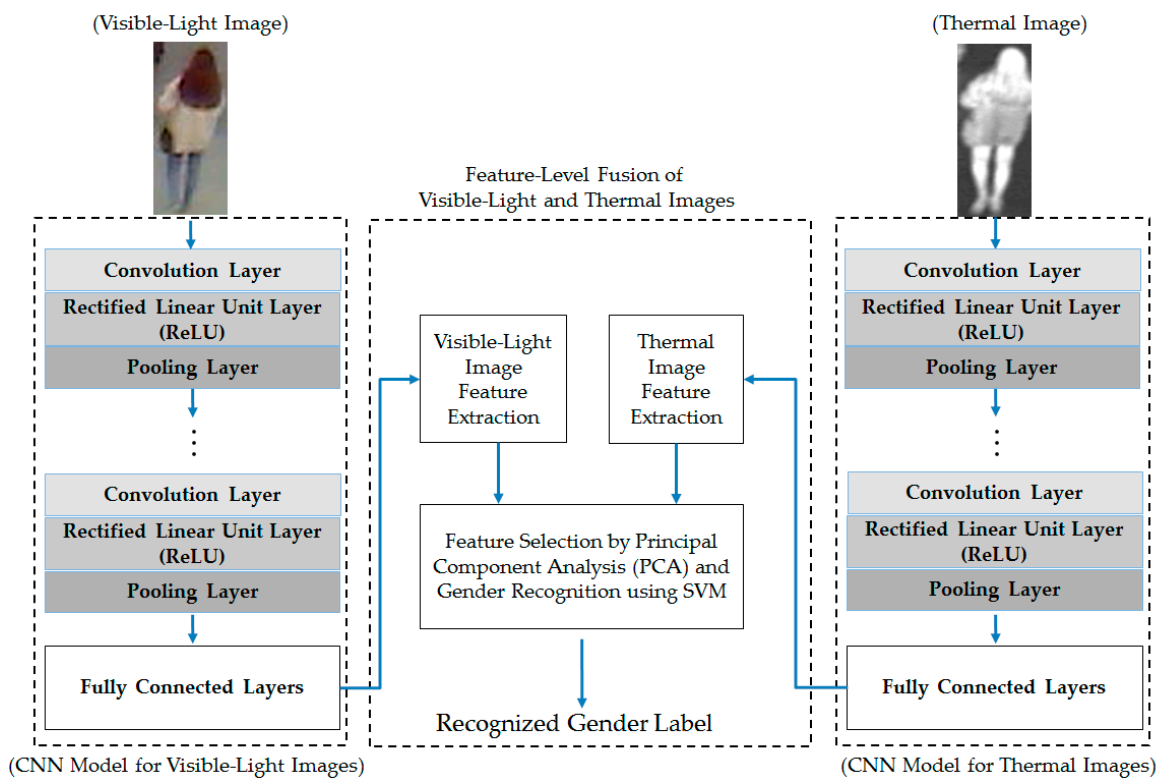 (Visible-Light Image)
(Thermal Image)
Feature-Level Fusion of
Visible-Light and Thermal Images
Convolution Layer
Rectified Linear Unit Layer
(ReLU)
Pooling Layer
Convolution Layer
Rectified Linear Unit Layer
(ReLU)
Pooling Layer
Fully Connected Layers
(CNN Model for Visible-Light Images)
Visible-Light
Image
Feature
Extraction
Thermal
Image
Feature
Extraction
Feature Selection by Principal
Component Analysis (PCA) and
Gender Recognition using SVM
Recognized Gender Label
Convolution Layer
Rectified Linear Unit Layer
(ReLU)
Pooling Layer
Convolution Layer
Rectified Linear Unit Layer
(ReLU)
Pooling Layer
Fully Connected Layers
(CNN Model for Thermal Images)